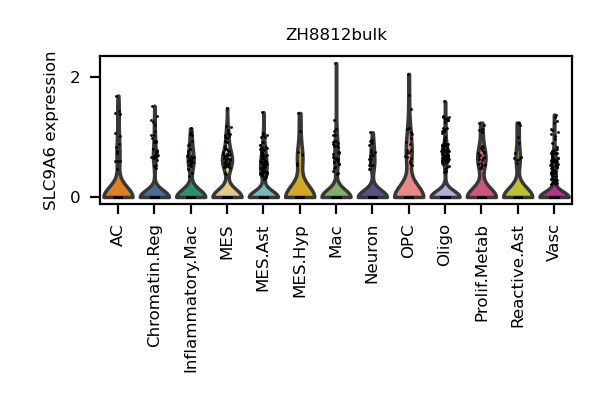 ZH8812bulk
SLC9A6 expression
2
0
AC
Chromatin.Reg
Inflammatory.Mac
MES
MES.Ast
MES.Hyp
Mac
Neuron
OPC
Oligo
Prolif.Metab
Reactive.Ast
Vasc